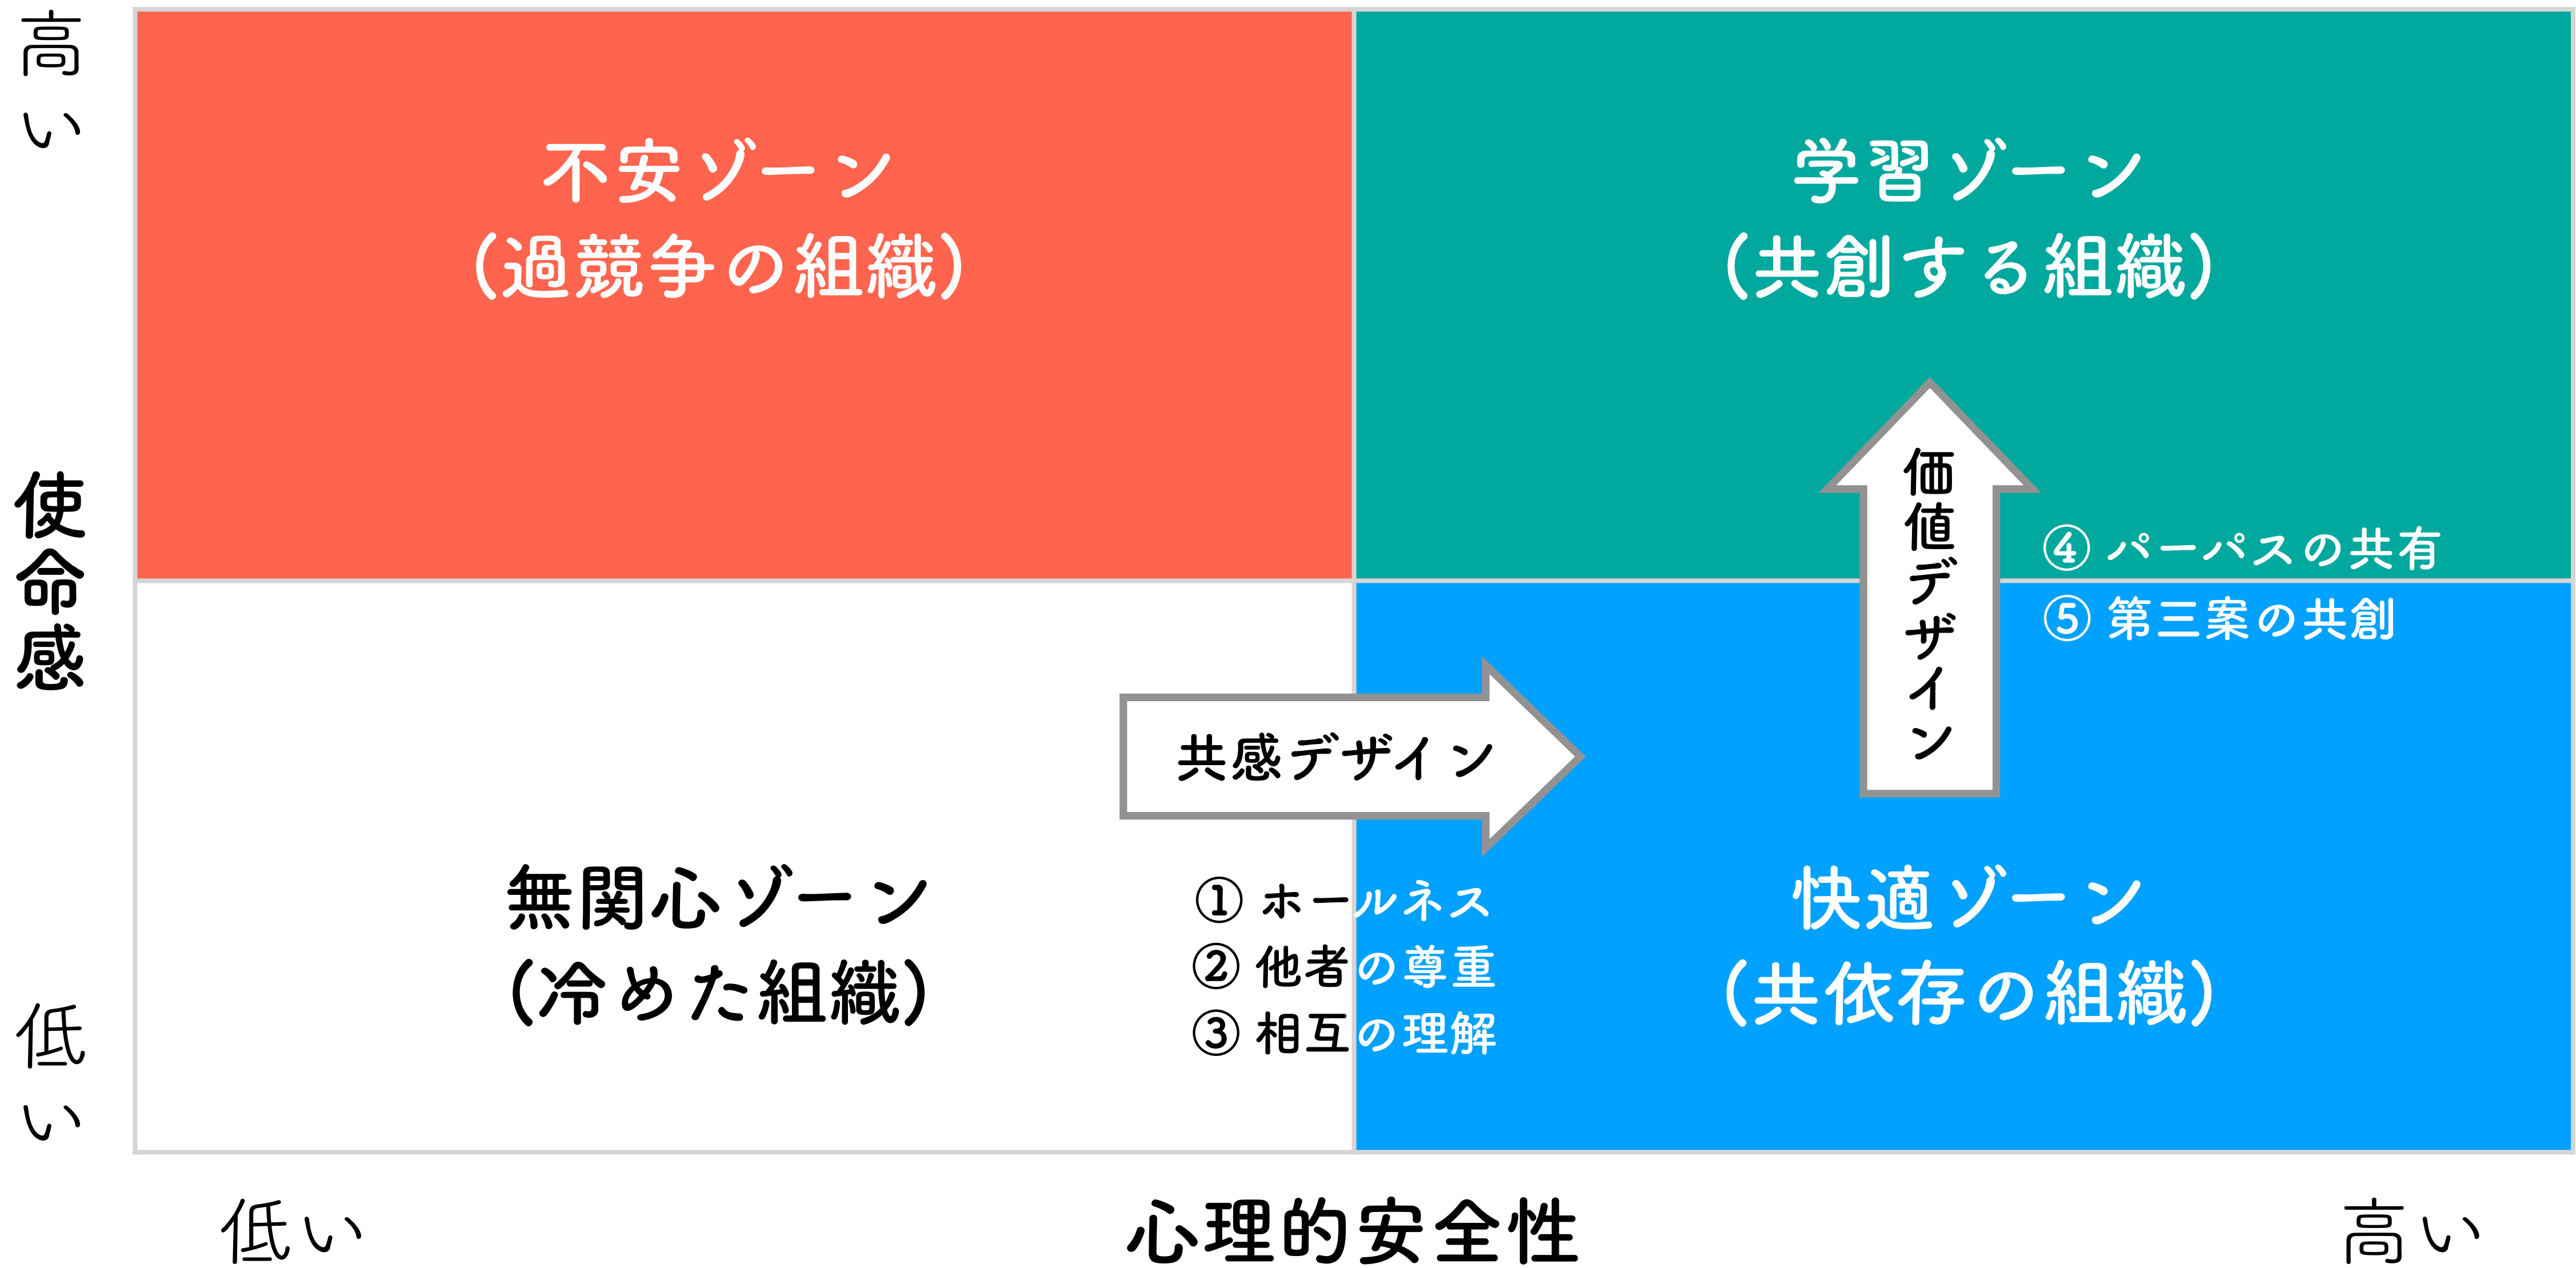 高い
不安ゾーン
(過競争の組織)
学習ゾーン
(共創する組織)
使命感
価値デザイン
④ パーパスの共有
⑤ 第三案の共創
共感デザイン
無関心ゾーン
(冷めた組織)
① ホールネス
② 他者の尊重
③ 相互の理解
快適ゾーン
(共依存の組織)
低い
低い
心理的安全性
高い